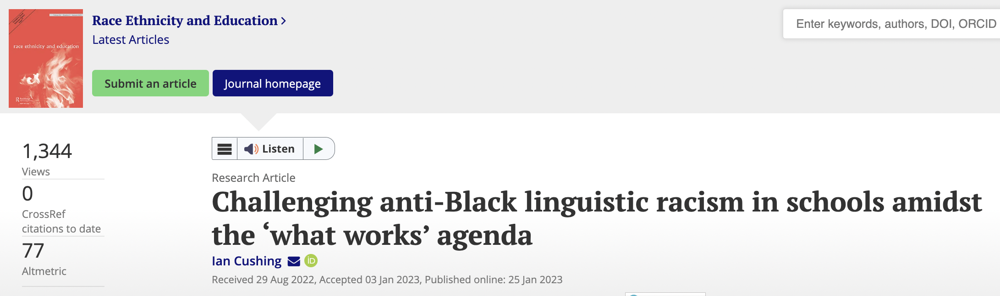 race ethnicity and education
Routledge
Race Ethnicity and Education
Latest Articles
Submit an article
Journal homepage
Enter keywords, authors, DOI, ORCID
1,344
Views
0
CrossRef
citations to date
77
Altmetric
Listen
Research Article
Challenging anti-Black linguistic racism in schools amidst
the ‘what works’ agenda
Ian Cushing
iD
Received 29 Aug 2022, Accepted 03 Jan 2023, Published online: 25 Jan 2023